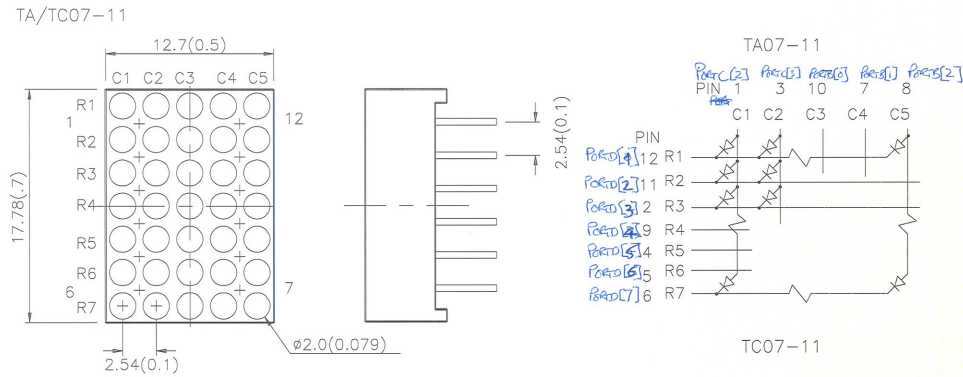 TA/TC07-11
12.7(0.5)
C1 C2 C3 C4 C5
R1
1
12
R2
R3
R4
R5
R6
6
7
R7
17.78(.7)
2.54(0.1)
ø2.0(0.079)
2.54(0.1)
TA07-11
PORTC[2] PORTC[3] PORTB[0] PORTB[1] PORTB[2]
PIN 1 3 10 7 8
C1 C2 C3 C4 C5
PIN
PORTD[1] 12 R1
PORTD[2] 11 R2
PORTD[3] 2 R3
PORTD[4] 9 R4
PORTD[5] 4 R5
PORTD[6] 5 R6
PORTD[7] 6 R7
TC07-11